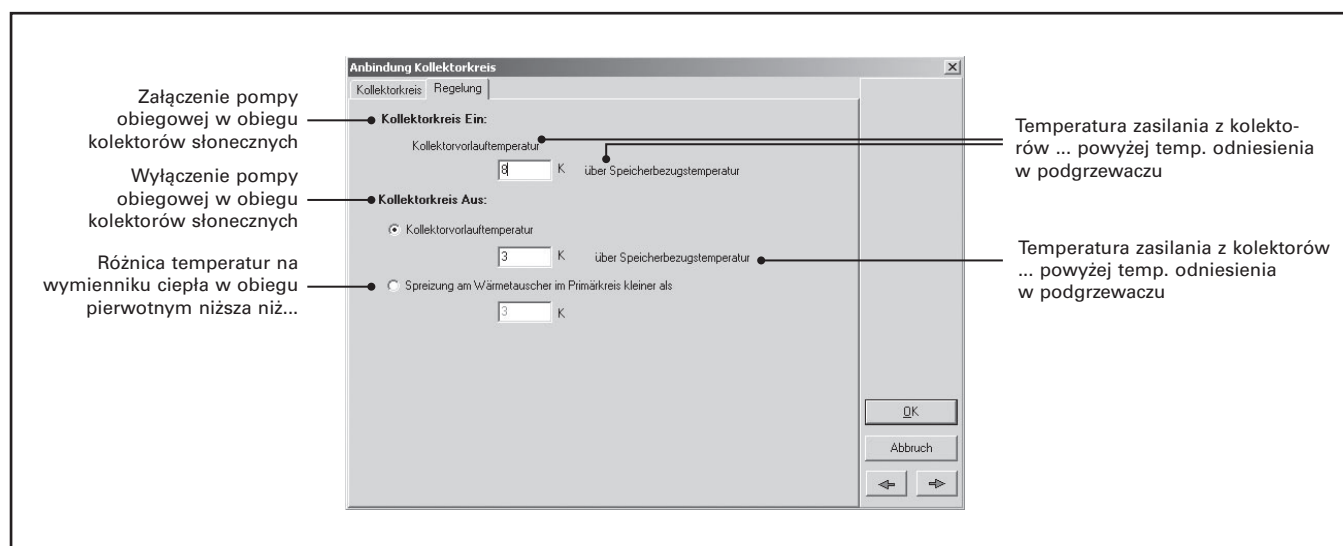 Załączenie pompy
obiegowej w obiegu
kolektorów słonecznych
Wyłączenie pompy
obiegowej w obiegu
kolektorów słonecznych
Różnica temperatur na
wymienniku ciepła w obiegu
pierwotnym niższa niż...
Anbindung Kollektorkreis
Kollektorkreis
Regelung
Kollektorkreis Ein:
Kollektorvorlauftemperatur
8 K über Speicherbezugstemperatur
Kollektorkreis Aus:
Kollektorvorlauftemperatur
3 K über Speicherbezugstemperatur
Spreizung am Wärmetauscher im Primärkreis kleiner als
3 K
OK
Abbruch
Temperatura zasilania z kolekto-
rów ... powyżej temp. odniesienia
w podgrzewaczu
Temperatura zasilania z kolektorów
... powyżej temp. odniesienia
w podgrzewaczu